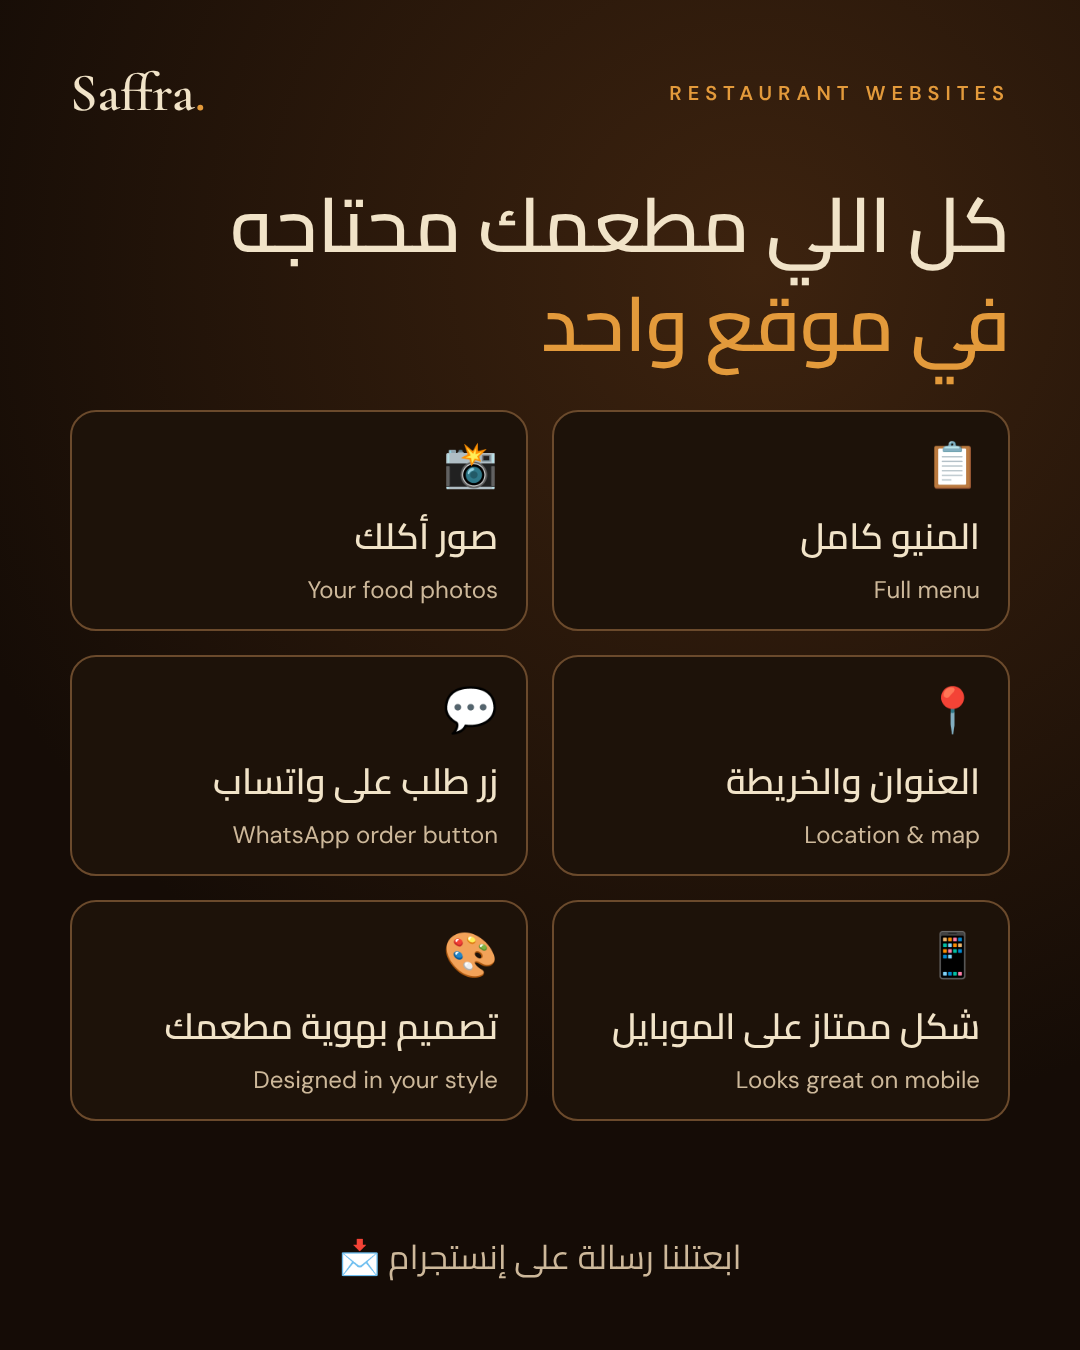 Saffra.
RESTAURANT WEBSITES
كل اللي مطعمك محتاجه
في موقع واحد
المنيو كامل
Full menu
صور أكلك
Your food photos
العنوان والخريطة
Location & map
زر طلب على واتساب
WhatsApp order button
شكل ممتاز على الموبايل
Looks great on mobile
تصميم بهوية مطعمك
Designed in your style
ابعتلنا رسالة على إنستجرام